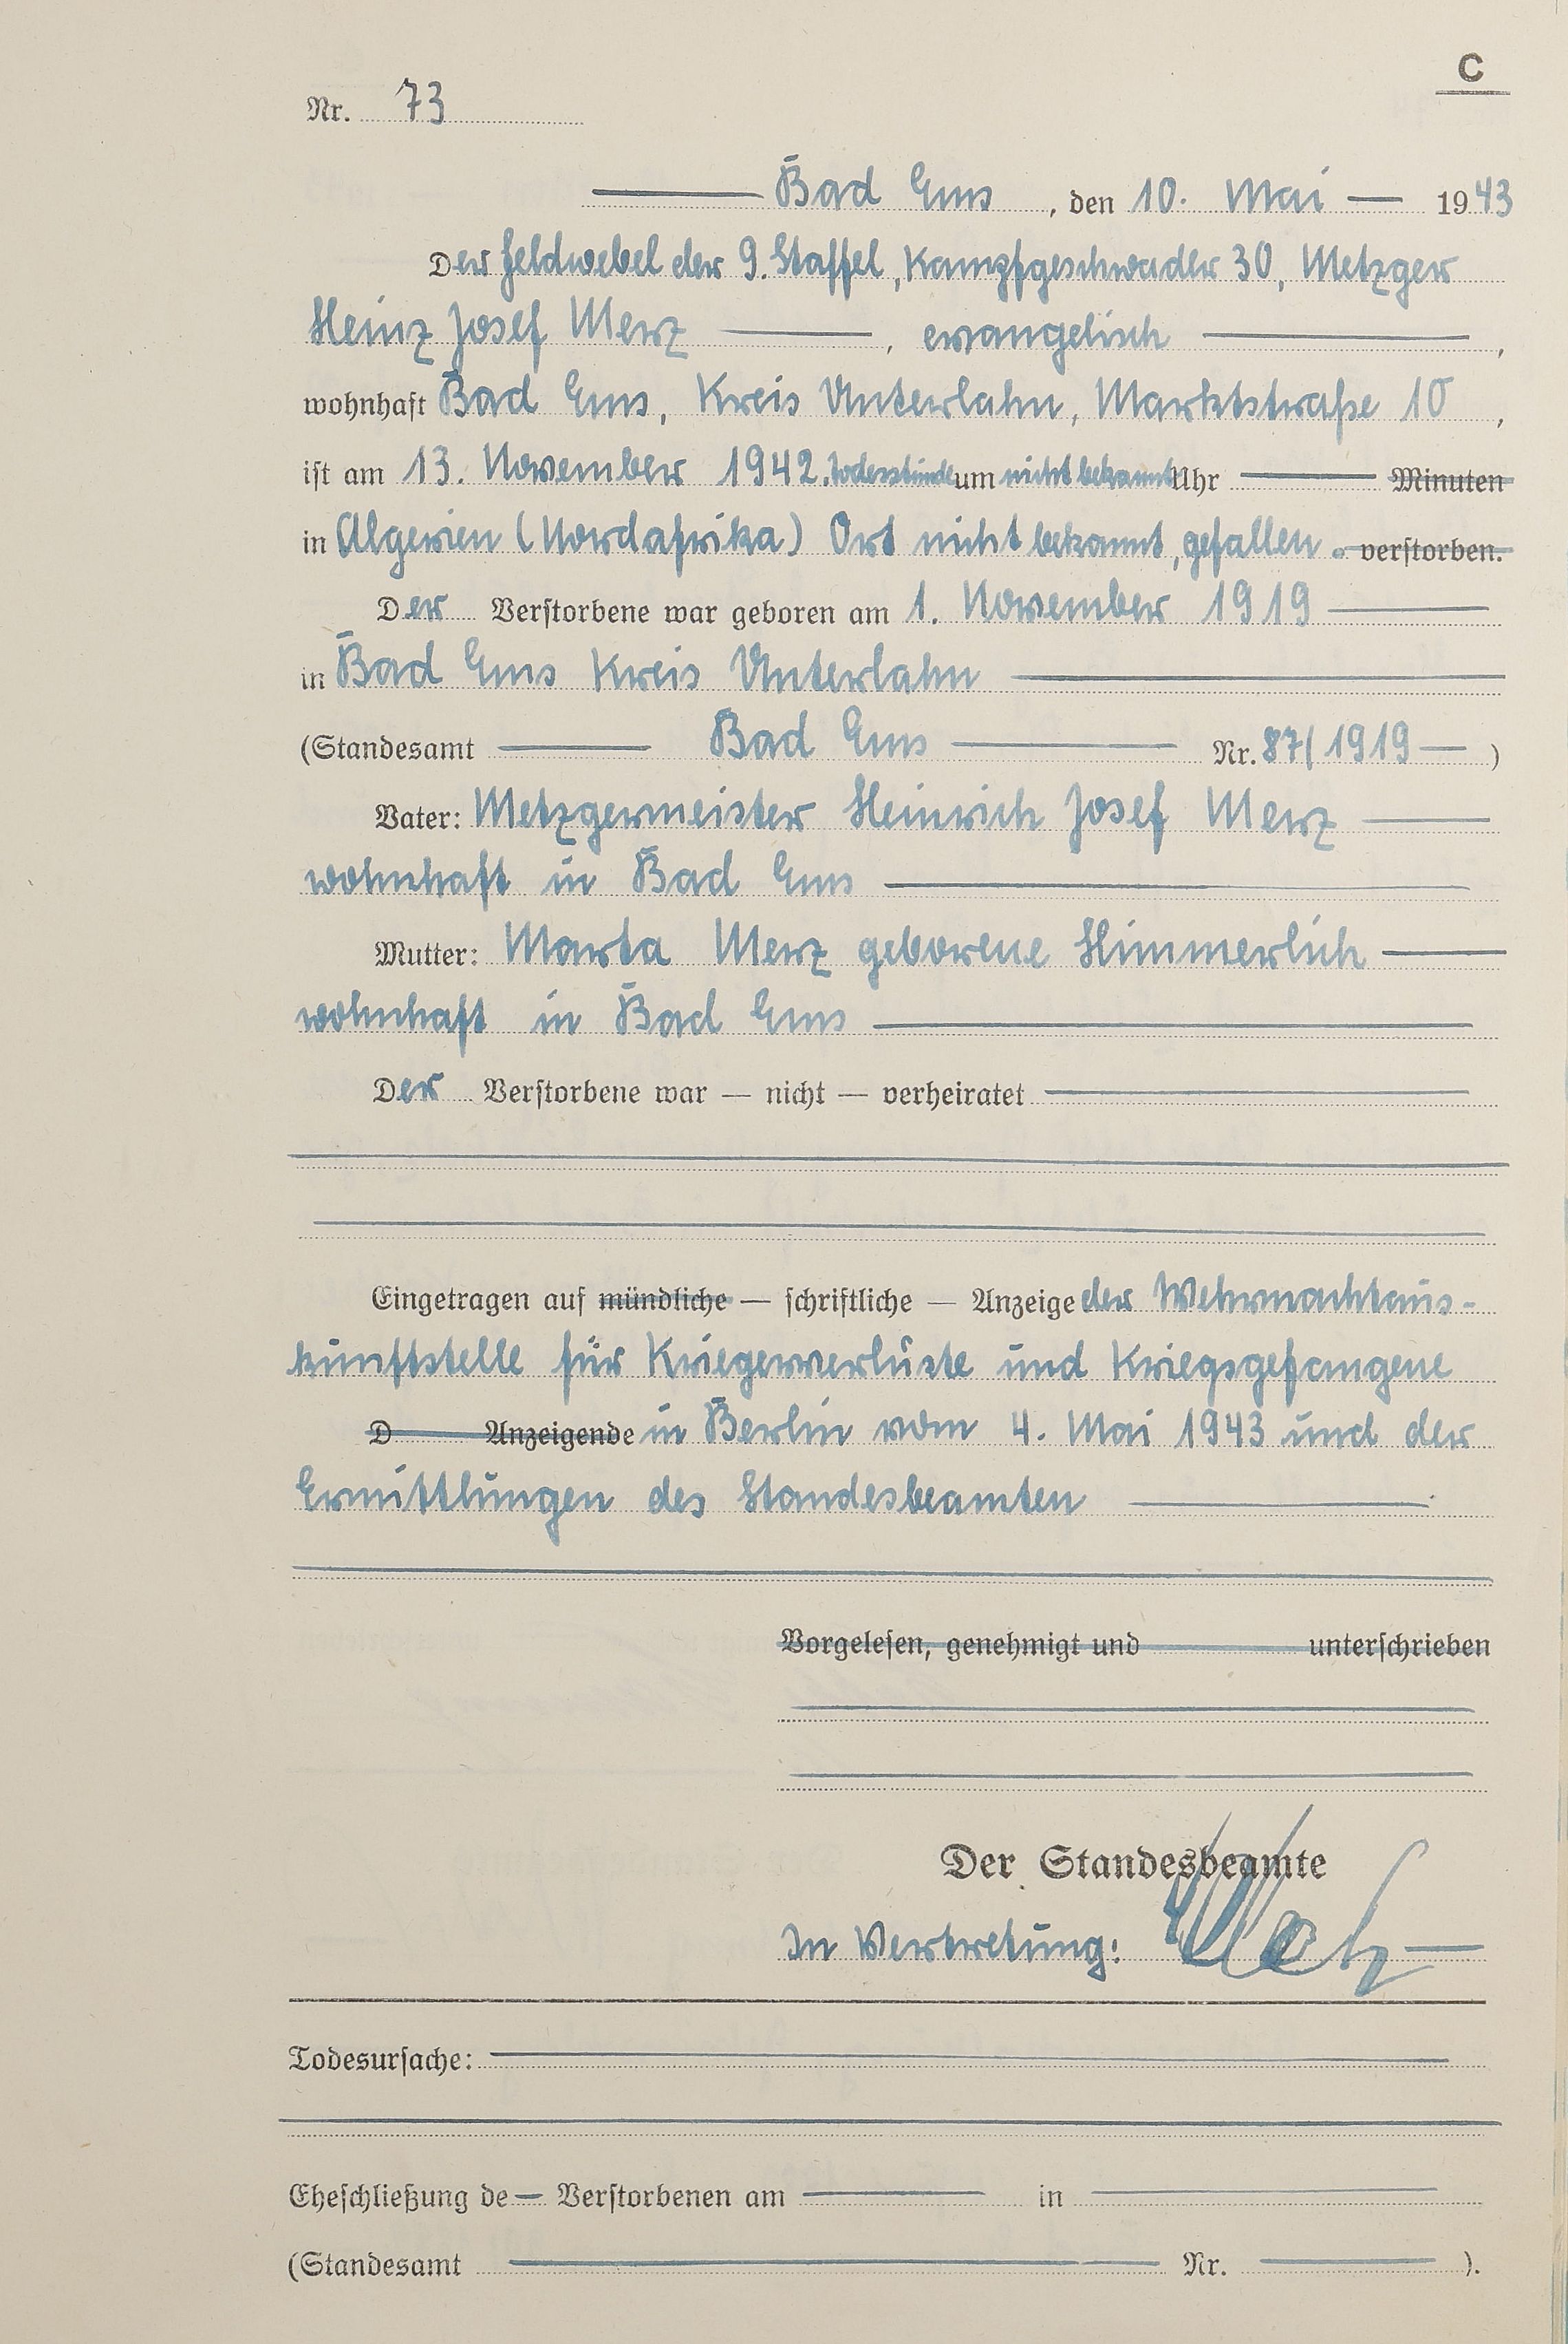 C
Nr. 73
Bad Ems, den 10. Mai 1943
Der Feldwebel der 9. Staffel, Kampfgeschwader 30, Metzger
Heinz Josef Merz, evangelisch,
wohnhaft Bad Ems, Kreis Unterlahn, Marktstraße 10,
ist am 13. November 1942, Todesstunde um nicht bekannt Uhr Minuten
in Algerien (Nordafrika) Ort nicht bekannt, gefallen. verstorben.
Der Verstorbene war geboren am 1. November 1919
in Bad Ems Kreis Unterlahn
(Standesamt Bad Ems Nr. 87/1919)
Vater: Metzgermeister Heinrich Josef Merz
wohnhaft in Bad Ems
Mutter: Marta Merz geborene Himmerlich
wohnhaft in Bad Ems
Der Verstorbene war — nicht — verheiratet
Eingetragen auf mündliche — schriftliche — Anzeige der Wehrmachtaus-
kunftstelle für Kriegerverluste und Kriegsgefangene
D Anzeigende in Berlin vom 4. Mai 1943 und der
Ermittlungen des Standesbeamten
Vorgelesen, genehmigt und unterschrieben
Der Standesbeamte
In Vertretung:
Todesursache:
Eheschließung de Verstorbenen am in
(Standesamt Nr. ).